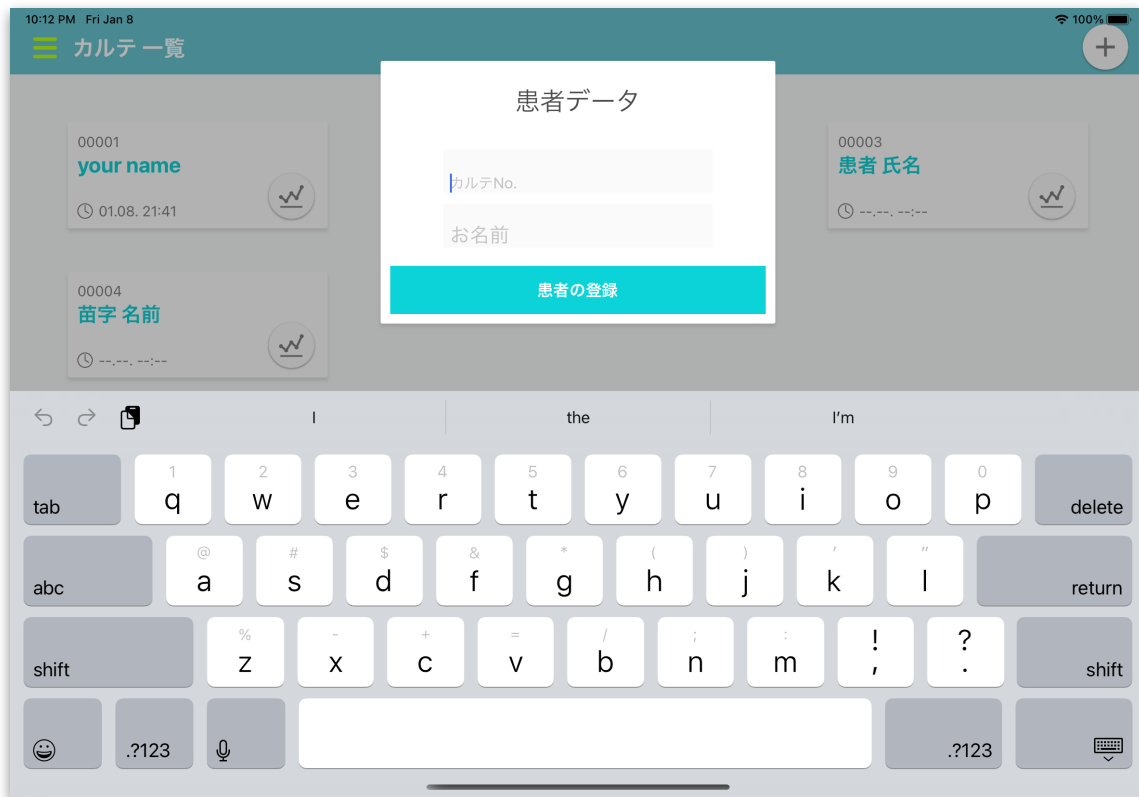 10:12 PM Fri Jan 8
100%
カルテ 一覧
患者データ
カルテNo.
お名前
患者の登録
00001
your name
01.08. 21:41
00003
患者 氏名
--.--. --:--
00004
苗字 名前
--.--. --:--
I the I'm
1 2 3 4 5 6 7 8 9 0
tab q w e r t y u i o p delete
@ # $ & * ( ) ' "
abc a s d f g h j k l return
% - + = / ; : ! ?
shift z x c v b n m , . shift
.?123 .?123